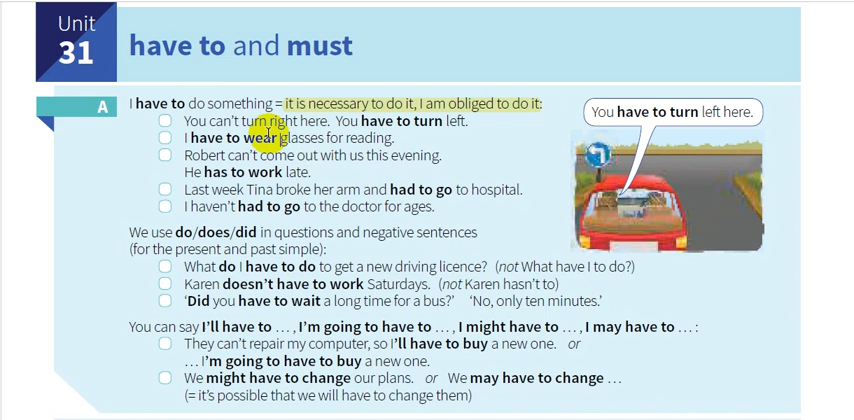 Unit
31
have to and must
A
I have to do something = it is necessary to do it, I am obliged to do it:
You can't turn right here. You have to turn left.
I have to wear glasses for reading.
Robert can't come out with us this evening.
He has to work late.
Last week Tina broke her arm and had to go to hospital.
I haven't had to go to the doctor for ages.
You have to turn left here.
We use do/does/did in questions and negative sentences
(for the present and past simple):
What do I have to do to get a new driving licence? (not What have I to do?)
Karen doesn't have to work Saturdays. (not Karen hasn't to)
'Did you have to wait a long time for a bus?' 'No, only ten minutes.'
You can say I'll have to … , I'm going to have to … , I might have to … , I may have to … :
They can't repair my computer, so I'll have to buy a new one. or
… I'm going to have to buy a new one.
We might have to change our plans. or We may have to change …
(= it's possible that we will have to change them)